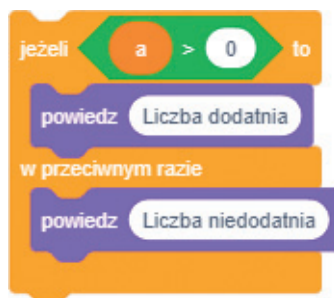 jeżeli a > 0 to
powiedz Liczba dodatnia
w przeciwnym razie
powiedz Liczba niedodatnia